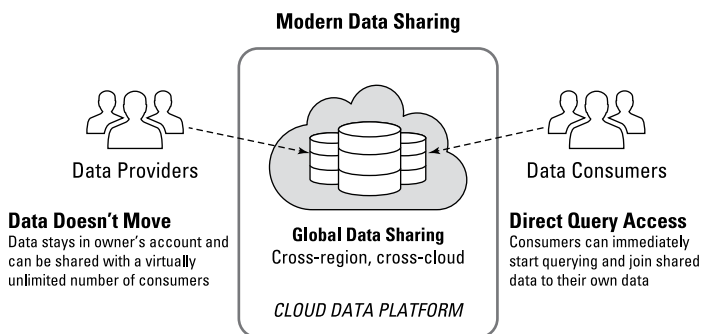 Modern Data Sharing
Data Providers
Data Doesn't Move
Data stays in owner's account and
can be shared with a virtually
unlimited number of consumers
Global Data Sharing
Cross-region, cross-cloud
CLOUD DATA PLATFORM
Data Consumers
Direct Query Access
Consumers can immediately
start querying and join shared
data to their own data